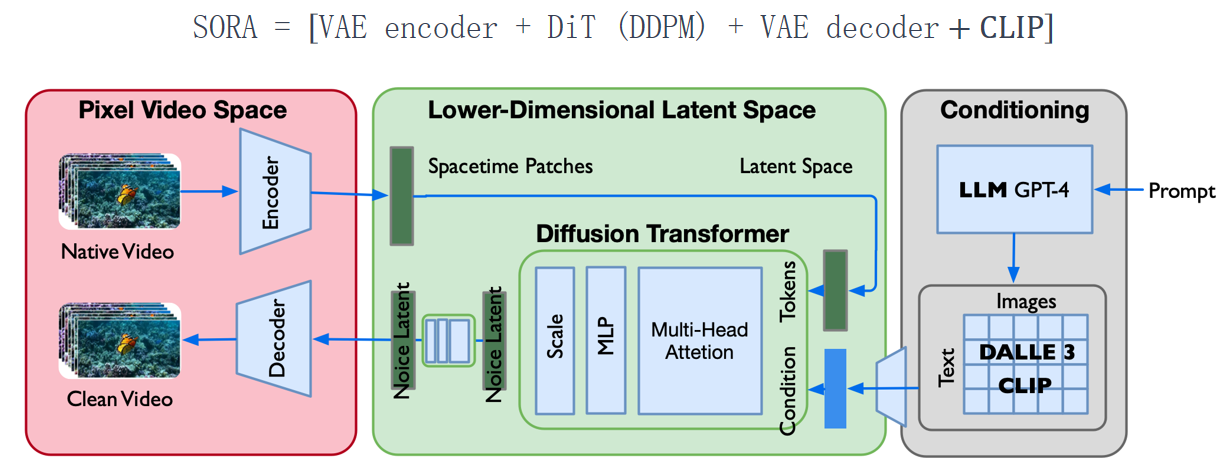 SORA = [VAE encoder + DiT (DDPM) + VAE decoder + CLIP]
Pixel Video Space
Native Video
Encoder
Clean Video
Decoder
Lower-Dimensional Latent Space
Spacetime Patches
Latent Space
Diffusion Transformer
Noice Latent
Noice Latent
Scale
MLP
Multi-Head
Attetion
Tokens
Condition
Conditioning
LLM GPT-4
Prompt
Images
Text
DALLE 3
CLIP